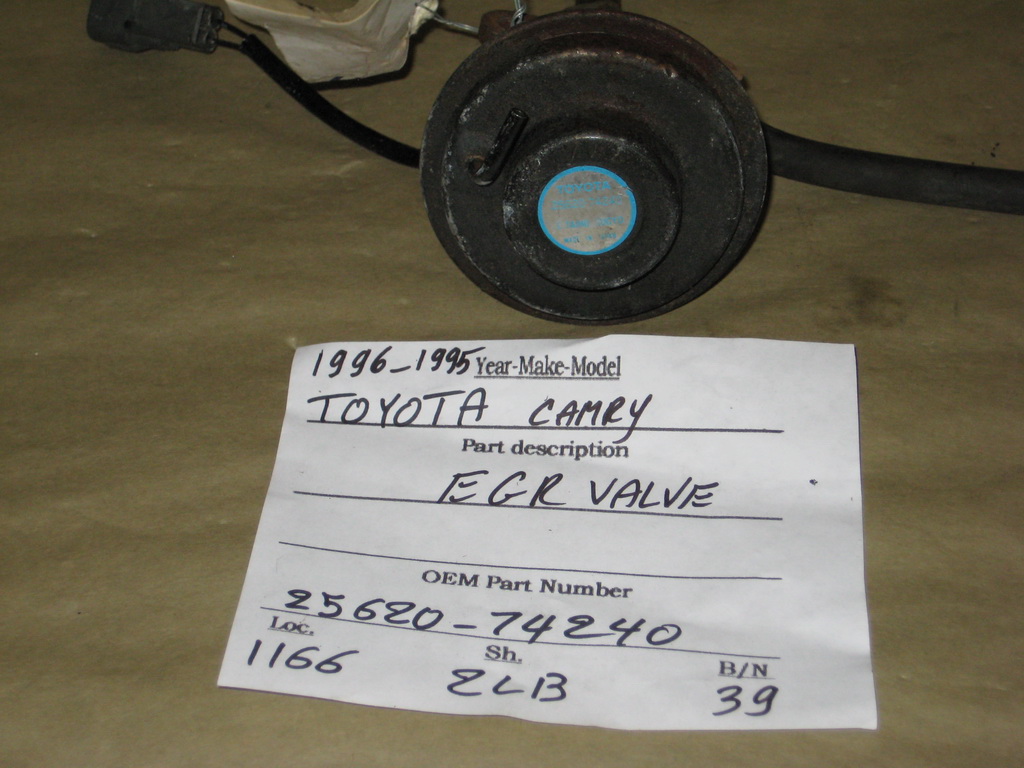 TOYOTA
1996-1995 Year-Make-Model
TOYOTA CAMRY
Part description
EGR VALVE
OEM Part Number
25620-74240
Loc. Sh. B/N
1166 2LB 39